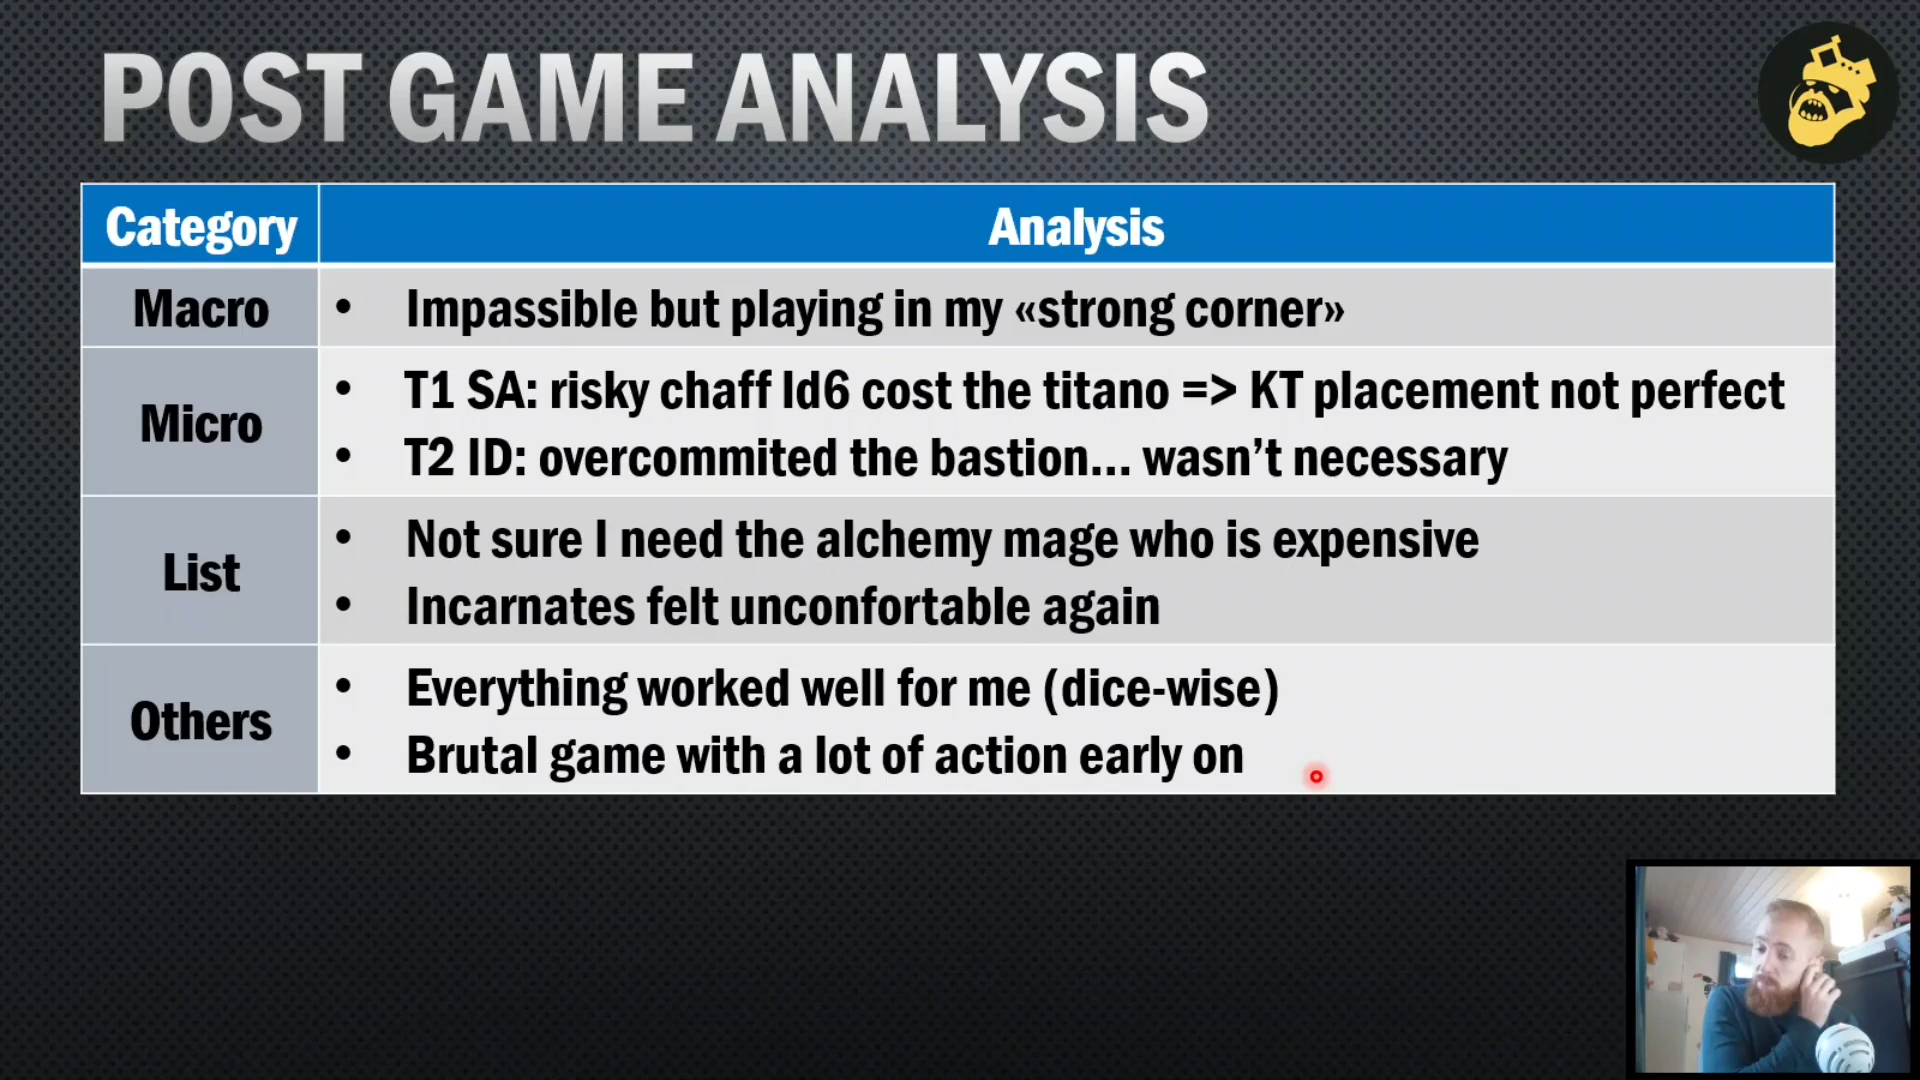 POST GAME ANALYSIS
Category
Analysis
Macro
• Impassible but playing in my «strong corner»
Micro
• T1 SA: risky chaff ld6 cost the titano => KT placement not perfect
• T2 ID: overcommited the bastion... wasn't necessary
List
• Not sure I need the alchemy mage who is expensive
• Incarnates felt unconfortable again
Others
• Everything worked well for me (dice-wise)
• Brutal game with a lot of action early on